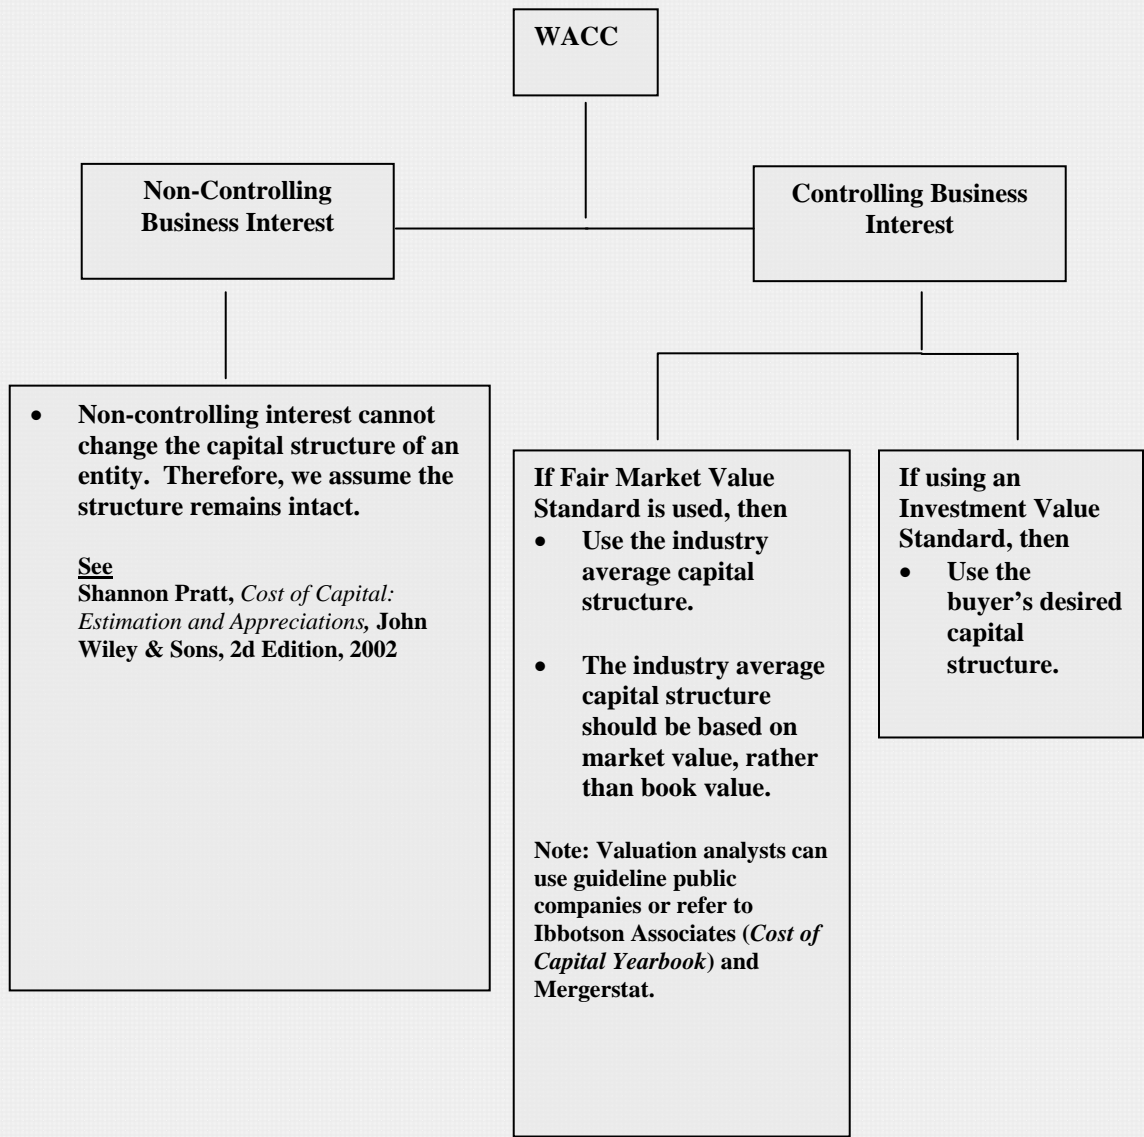 WACC
Non-Controlling
Business Interest
Controlling Business
Interest
• Non-controlling interest cannot
change the capital structure of an
entity. Therefore, we assume the
structure remains intact.
See
Shannon Pratt, Cost of Capital:
Estimation and Appreciations, John
Wiley & Sons, 2d Edition, 2002
If Fair Market Value
Standard is used, then
• Use the industry
average capital
structure.
• The industry average
capital structure
should be based on
market value, rather
than book value.
Note: Valuation analysts can
use guideline public
companies or refer to
Ibbotson Associates (Cost of
Capital Yearbook) and
Mergerstat.
If using an
Investment Value
Standard, then
• Use the
buyer’s desired
capital
structure.